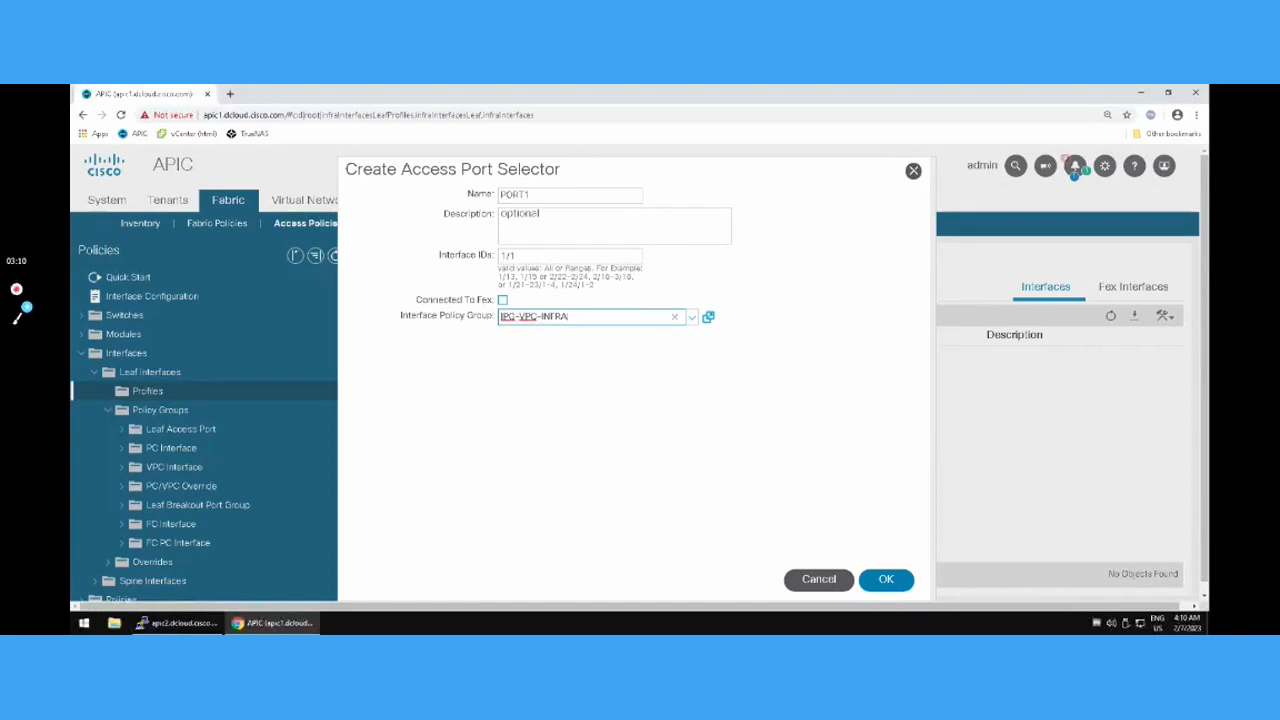 APIC (apic1.dcloud.cisco.com)
Not secure
apic1.dcloud.cisco.com/#c:d|root|infraInterfacesLeafProfiles.infraInterfacesLeaf.infraInterfaces
Apps APIC vCenter (html) TrueNAS Other bookmarks
CISCO APIC
admin
System Tenants Fabric Virtual Netwo
Inventory | Fabric Policies | Access Policie
Policies
Quick Start
Interface Configuration
Switches
Modules
Interfaces
Leaf Interfaces
Profiles
Policy Groups
Leaf Access Port
PC Interface
VPC Interface
PC/VPC Override
Leaf Breakout Port Group
FC Interface
FC PC Interface
Overrides
Spine Interfaces
Policies
Create Access Port Selector
Name: PORT1
Description: optional
Interface IDs: 1/1
valid values: All or Ranges. For Example:
1/13, 1/15 or 2/22-2/24, 2/16-3/16,
or 1/21-23/1-4, 1/24/1-2
Connected To Fex:
Interface Policy Group: IPG-VPC-INFRA
Cancel OK
Interfaces Fex Interfaces
Description
No Objects Found
03:10
apic2.dcloud.cisco.... APIC (apic1.dcloud...
ENG
US
4:10 AM
2/7/2023